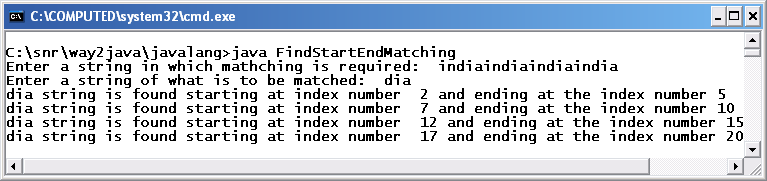 C:\COMPUTED\system32\cmd.exe
C:\snr\way2java\javalang>java FindStartEndMatching
Enter a string in which mathching is required:  indiaindiaindiaindia
Enter a string of what is to be matched:  dia
dia string is found starting at index number  2 and ending at the index number 5
dia string is found starting at index number  7 and ending at the index number 10
dia string is found starting at index number  12 and ending at the index number 15
dia string is found starting at index number  17 and ending at the index number 20